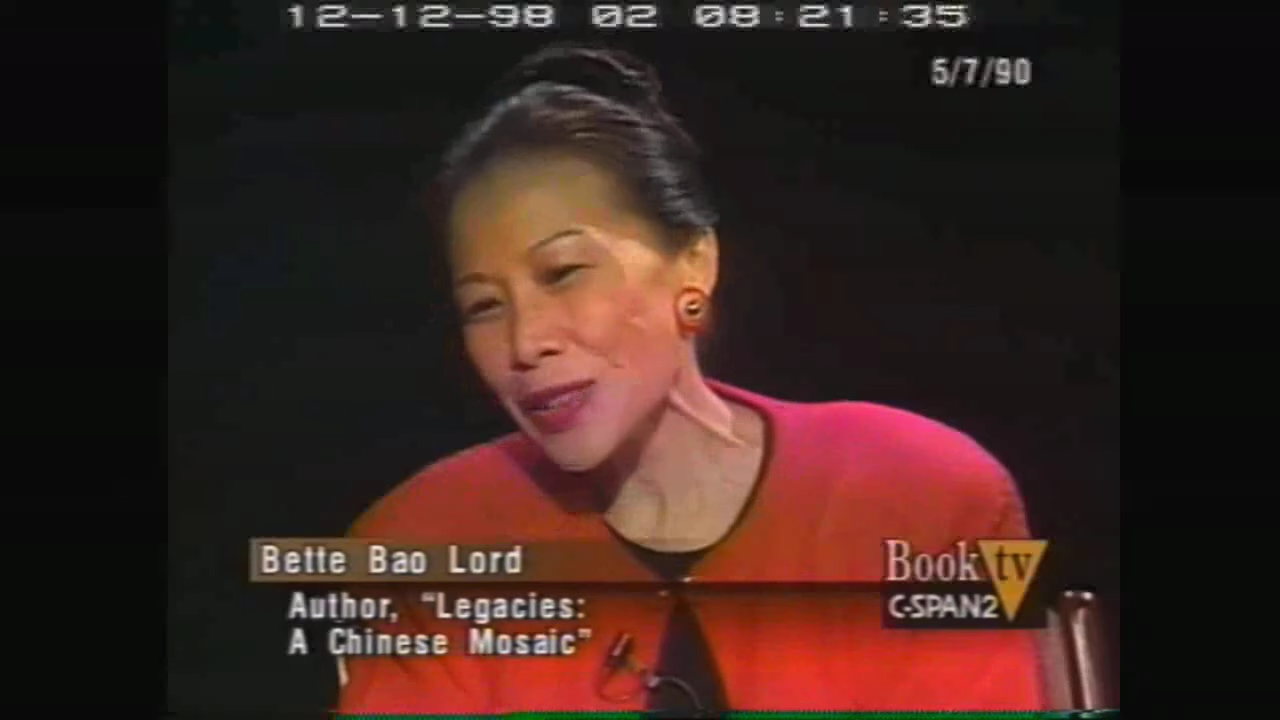 12-12-98 02 08:21:35
5/7/90
Bette Bao Lord
Author, "Legacies:
A Chinese Mosaic"
Book tv
C-SPAN2